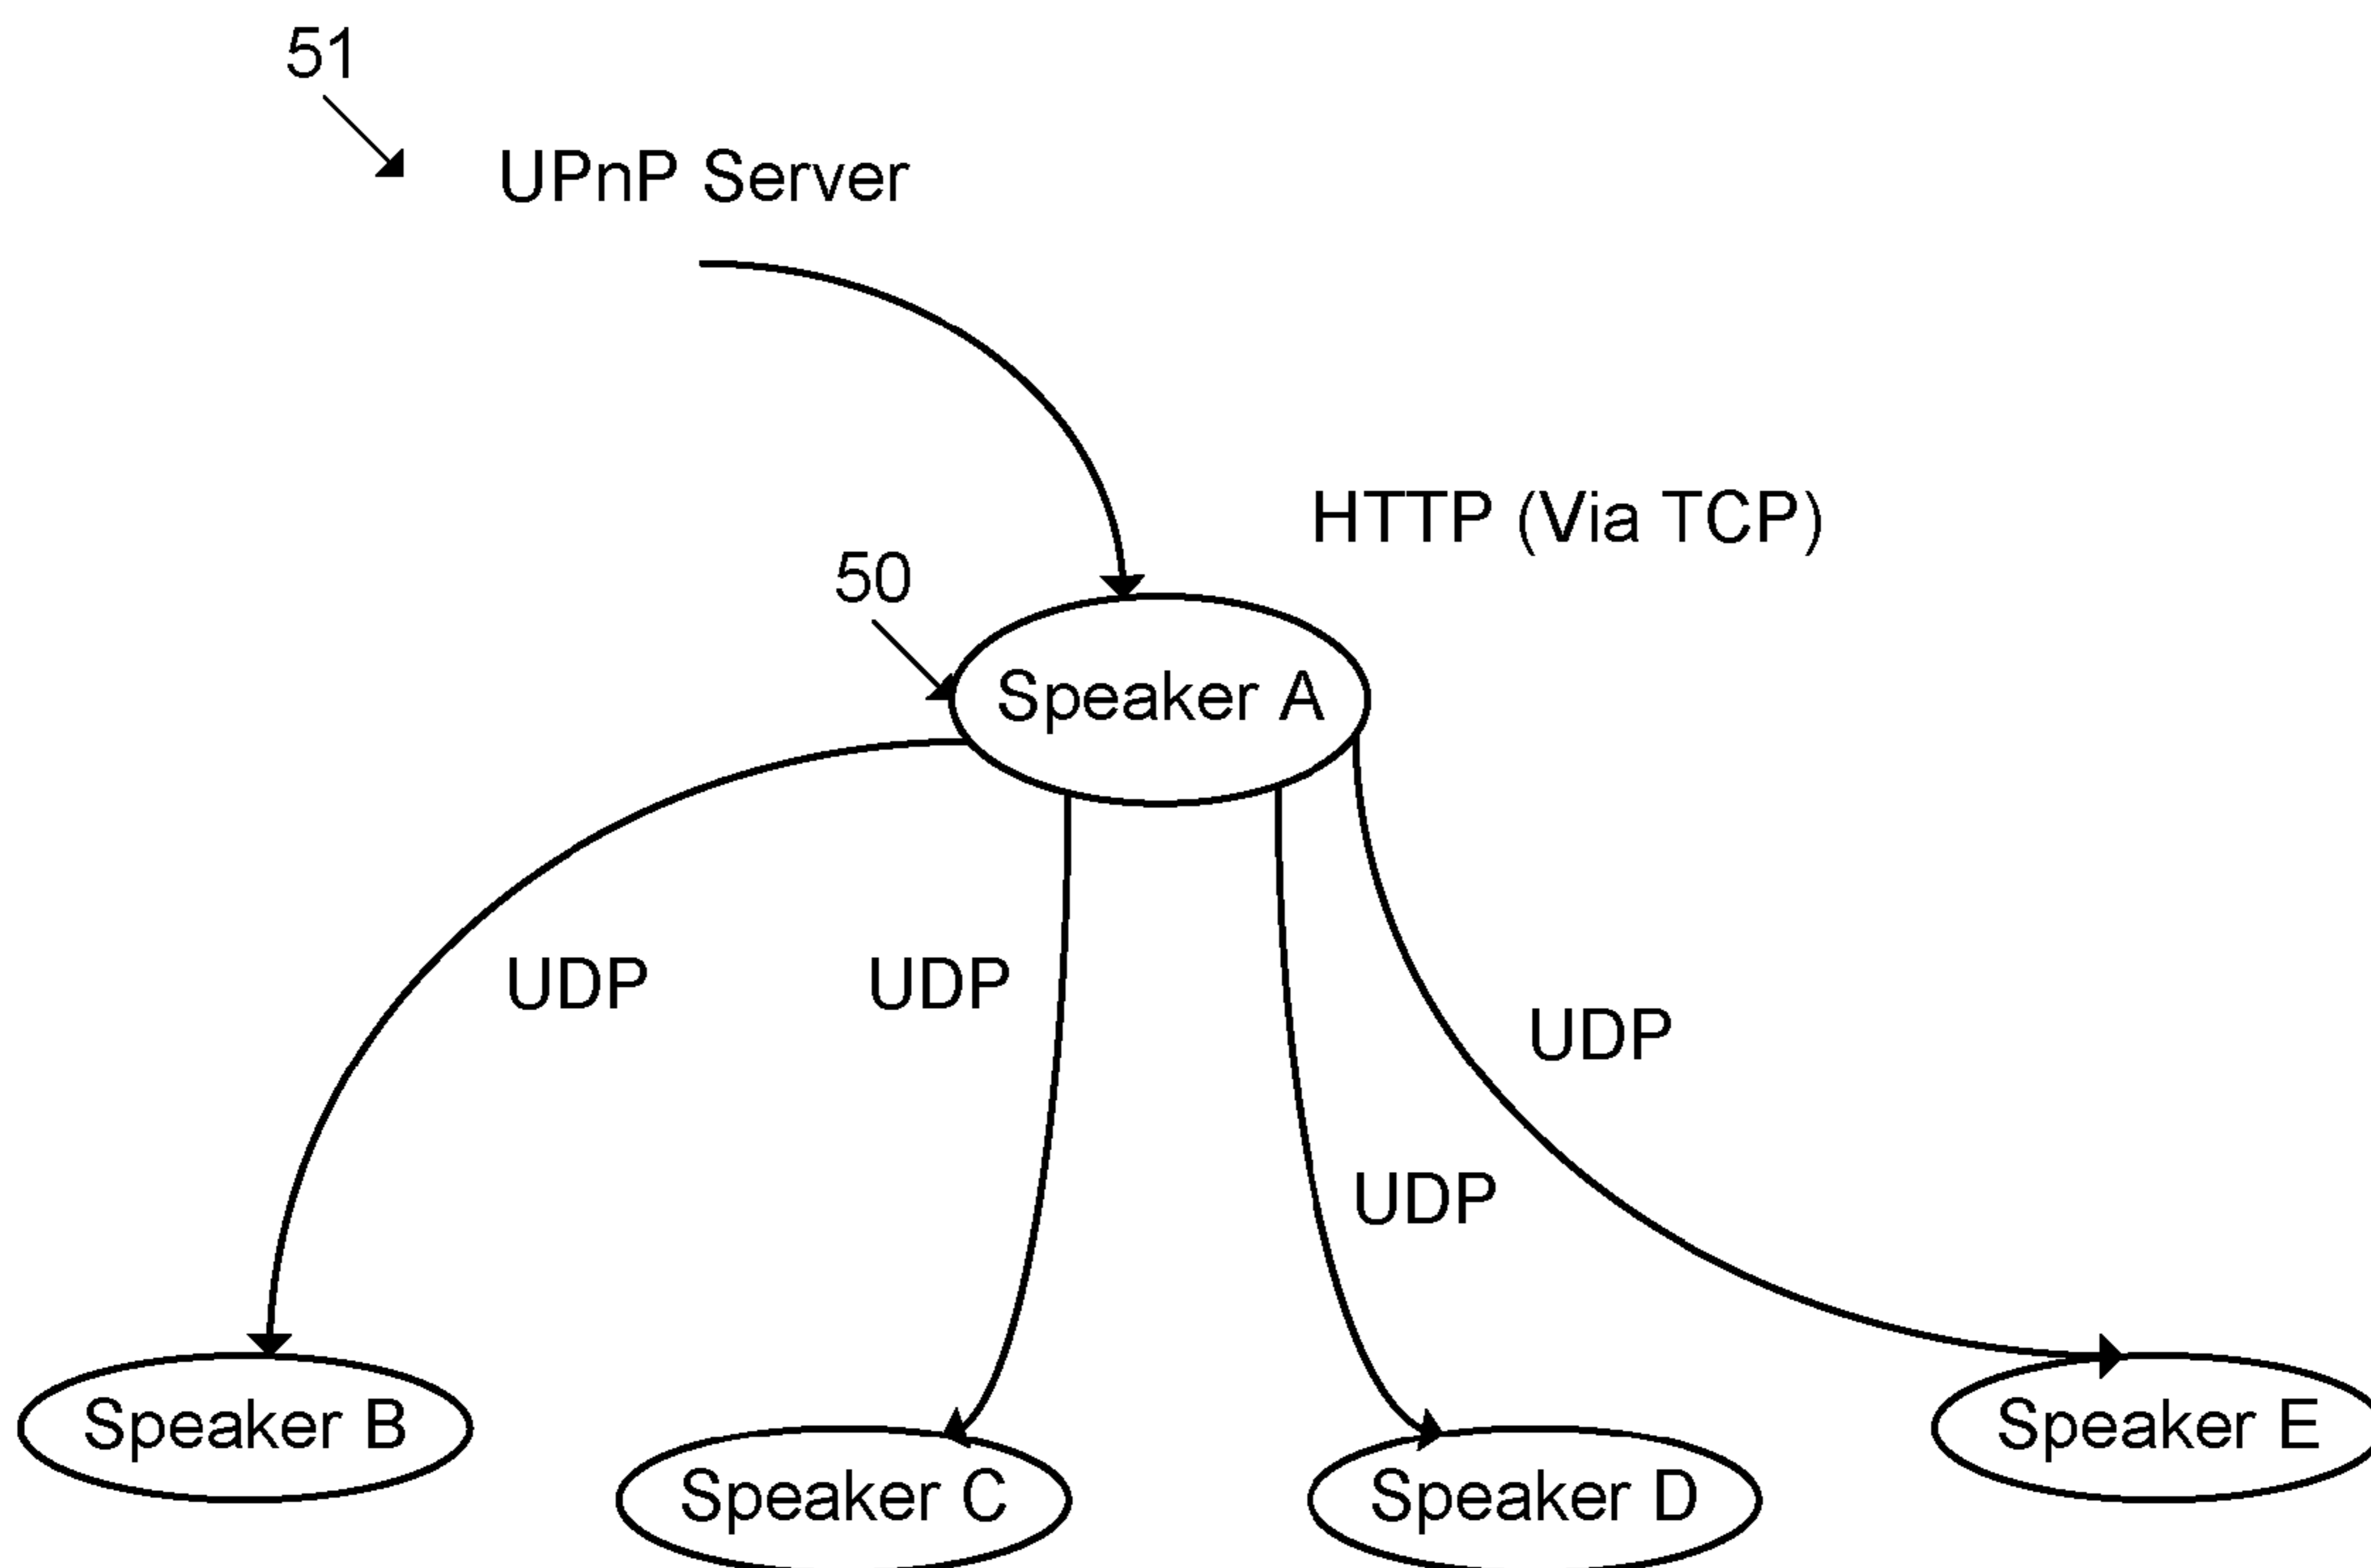 51
UPnP Server
HTTP (Via TCP)
50
Speaker A
UDP
UDP
UDP
UDP
Speaker B
Speaker C
Speaker D
Speaker E